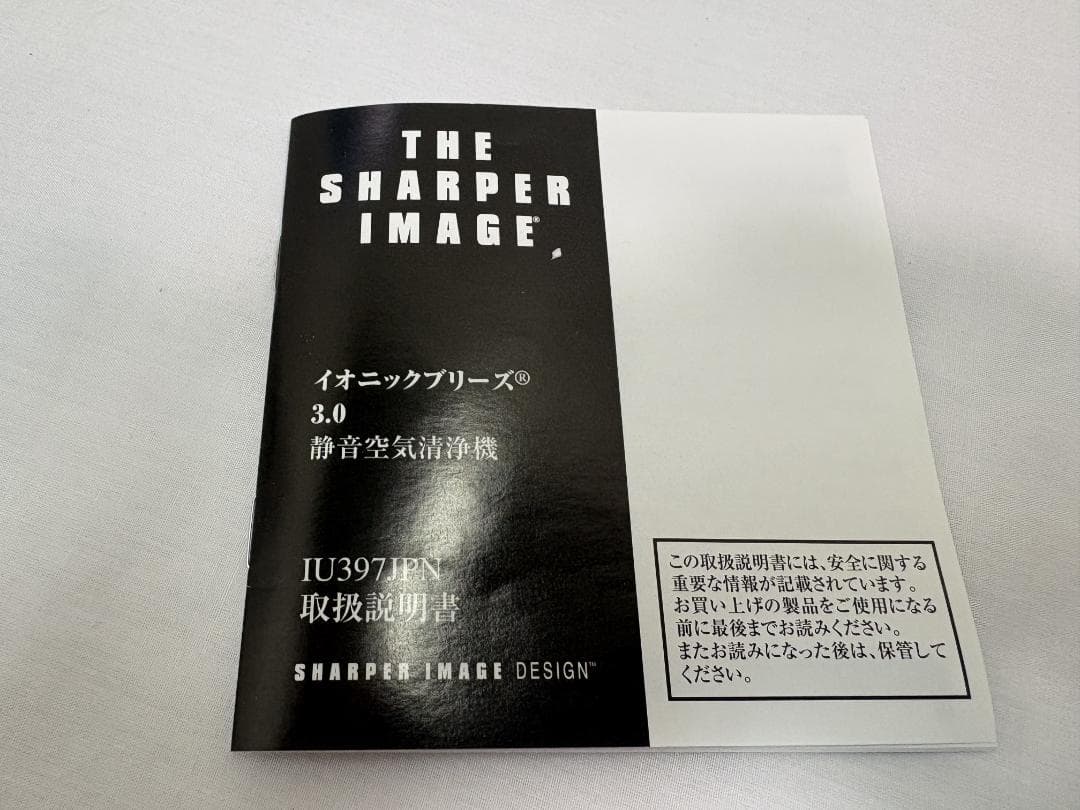 THE
SHARPER
IMAGE®
イオニックブリーズ®
3.0
静音空気清浄機
IU397JPN
取扱説明書
SHARPER IMAGE DESIGN™
この取扱説明書には、安全に関する
重要な情報が記載されています。
お買い上げの製品をご使用になる
前に最後までお読みください。
またお読みになった後は、保管して
ください。